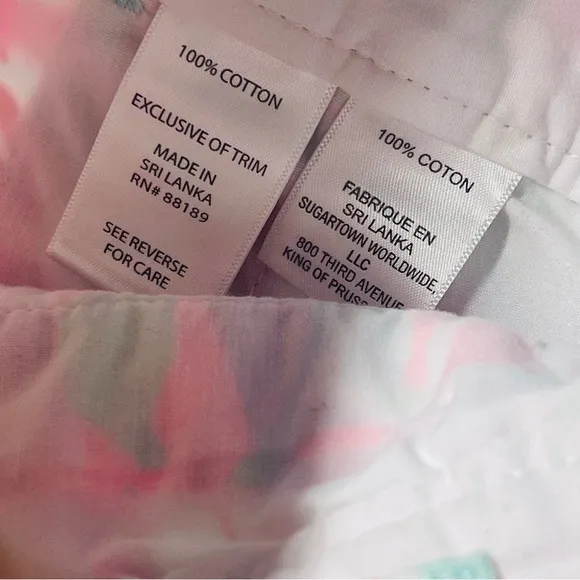 100% COTTON
EXCLUSIVE OF TRIM
MADE IN
SRI LANKA
RN# 88189
SEE REVERSE
FOR CARE
100% COTON
FABRIQUE EN
SRI LANKA
SUGARTOWN WORLDWIDE,
LLC
800 THIRD AVENUE
KING OF PRUS